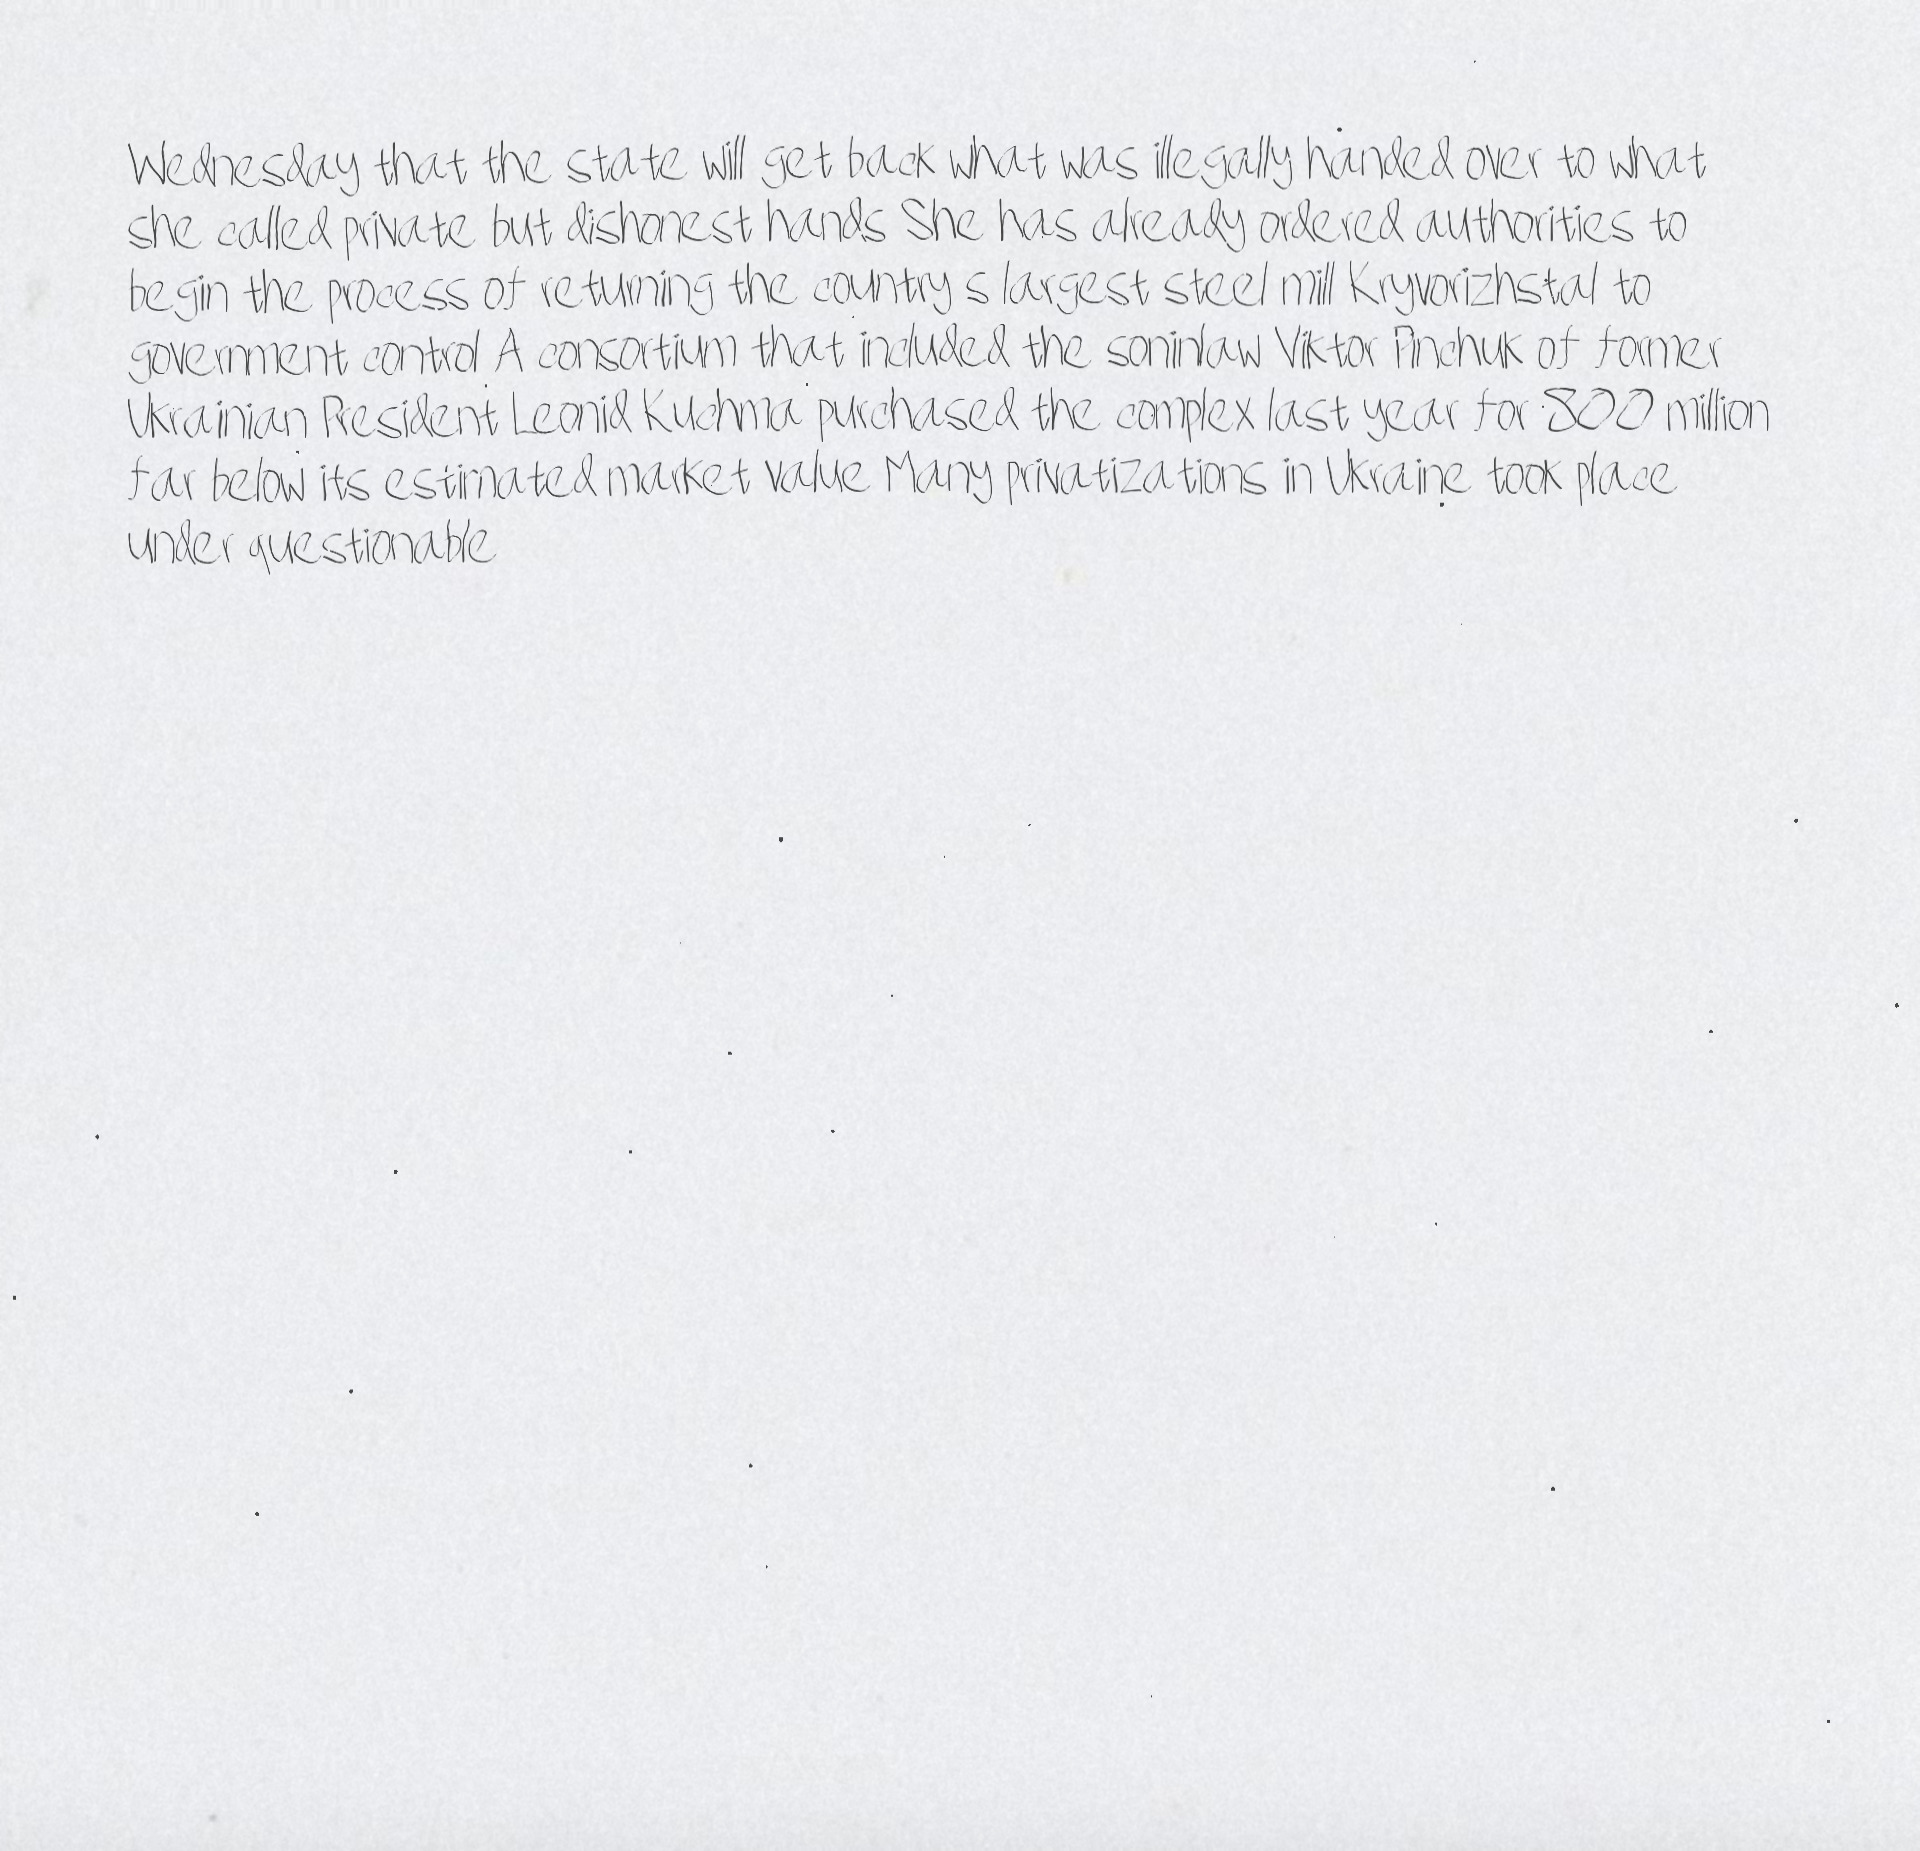 Wednesday that the state will get back what was illegally handed over to what
she called private but dishonest hands She has already ordered authorities to
begin the process of returning the country s largest steel mill Kryvorizhstal to
government control A consortium that included the soninlaw Viktor Pinchuk of former
Ukrainian President Leonid Kuchma purchased the complex last year for 800 million
far below its estimated market value Many privatizations in Ukraine took place
under questionable